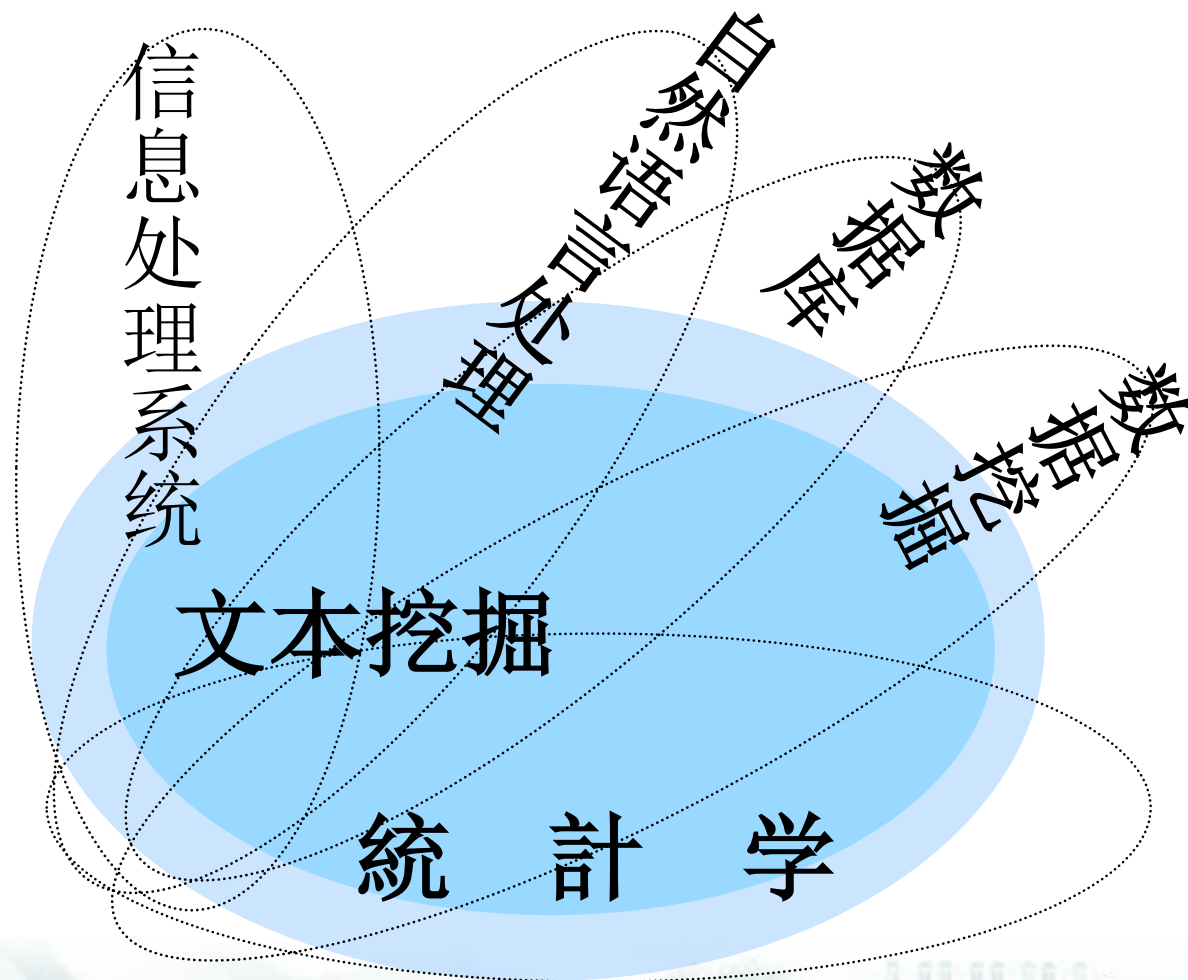 信息处理系统
自然语言处理
数据库
数据挖掘
文本挖掘
統計学